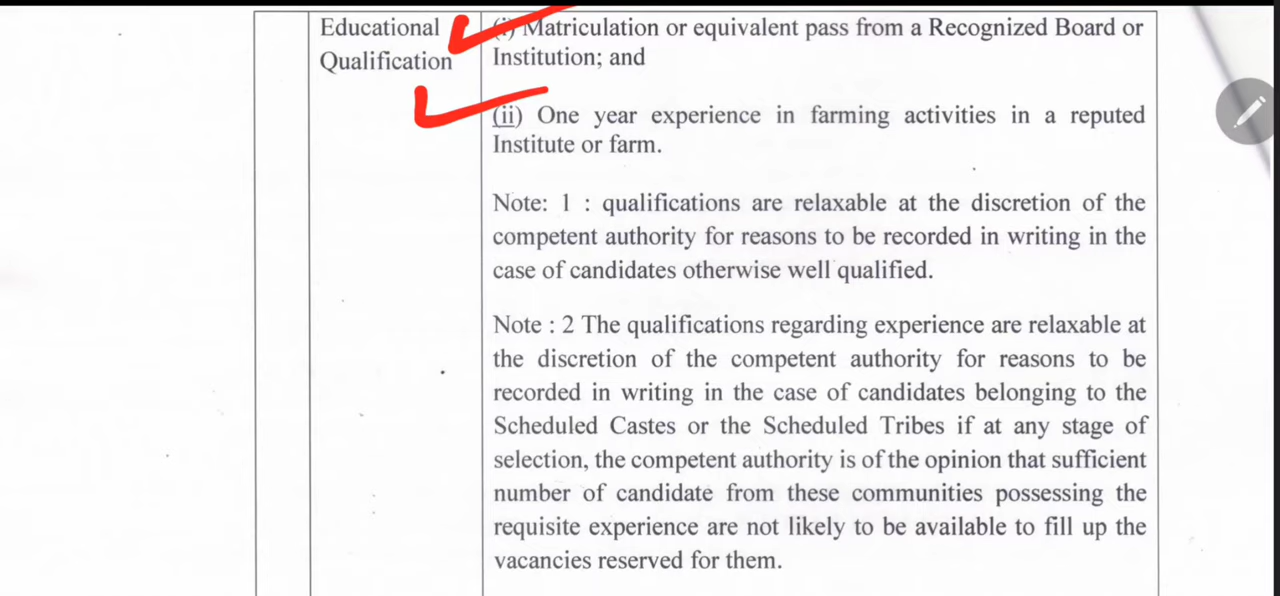 Educational
Qualification
(i) Matriculation or equivalent pass from a Recognized Board or
Institution; and
(ii) One year experience in farming activities in a reputed
Institute or farm.
Note: 1 : qualifications are relaxable at the discretion of the
competent authority for reasons to be recorded in writing in the
case of candidates otherwise well qualified.
Note : 2 The qualifications regarding experience are relaxable at
the discretion of the competent authority for reasons to be
recorded in writing in the case of candidates belonging to the
Scheduled Castes or the Scheduled Tribes if at any stage of
selection, the competent authority is of the opinion that sufficient
number of candidate from these communities possessing the
requisite experience are not likely to be available to fill up the
vacancies reserved for them.